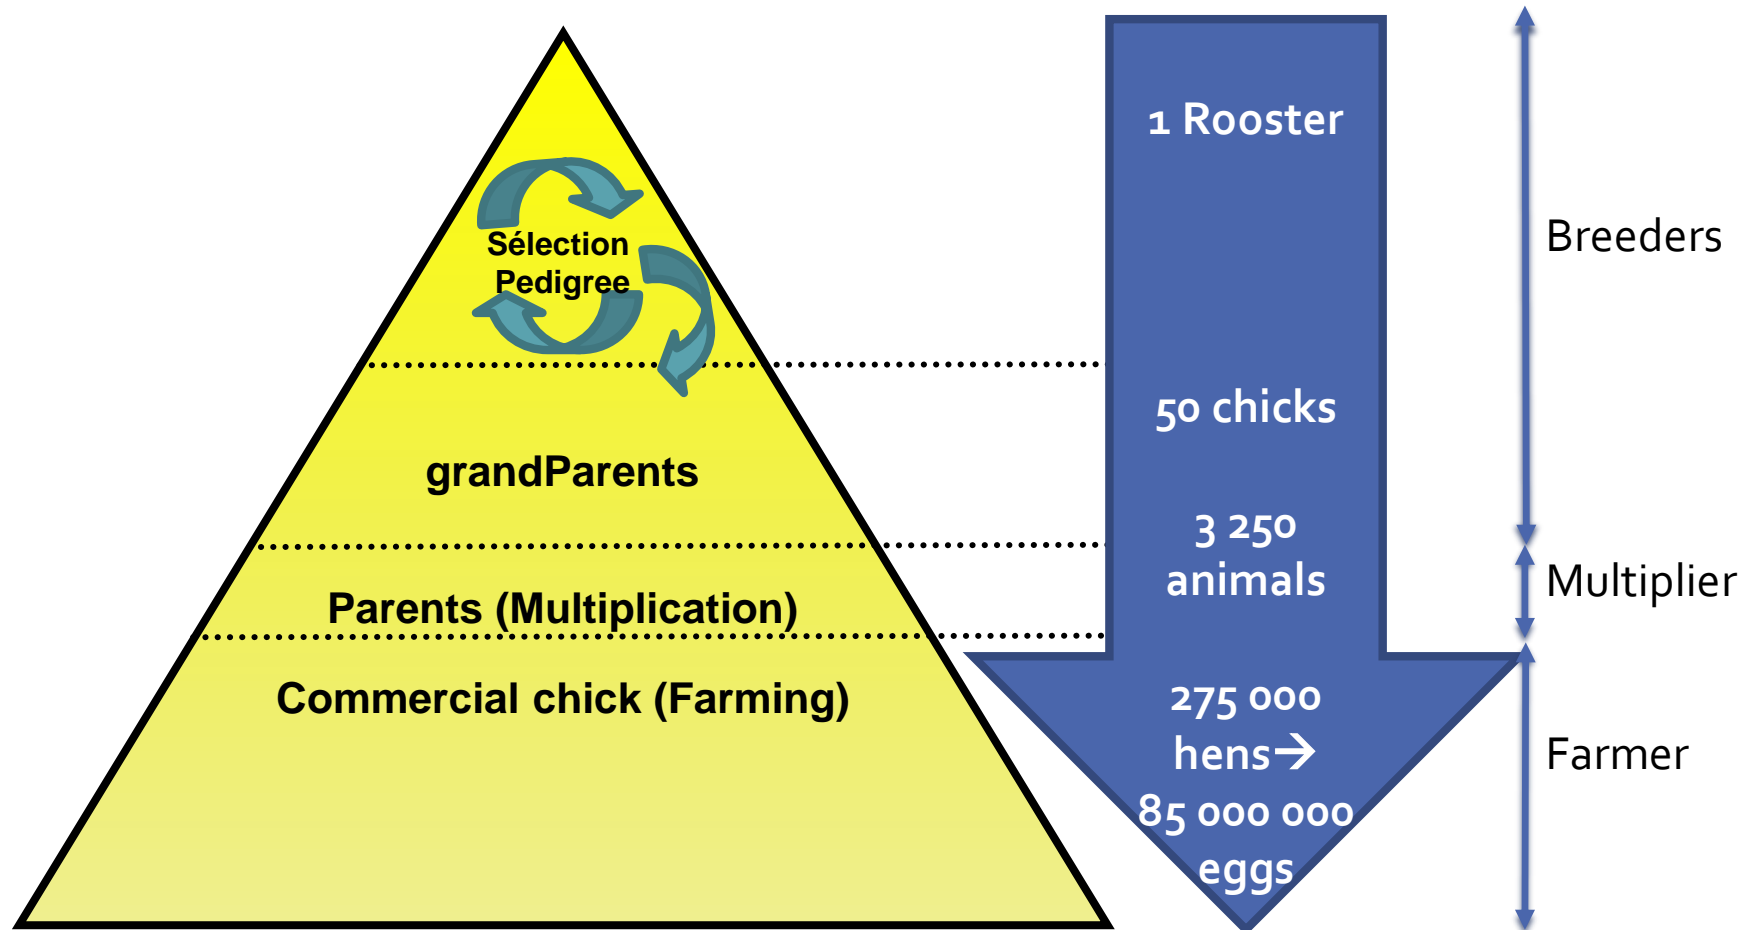 Sélection
Pedigree
grandParents
Parents (Multiplication)
Commercial chick (Farming)
1 Rooster
50 chicks
3 250
animals
275 000
hens→
85 000 000
eggs
Breeders
Multiplier
Farmer